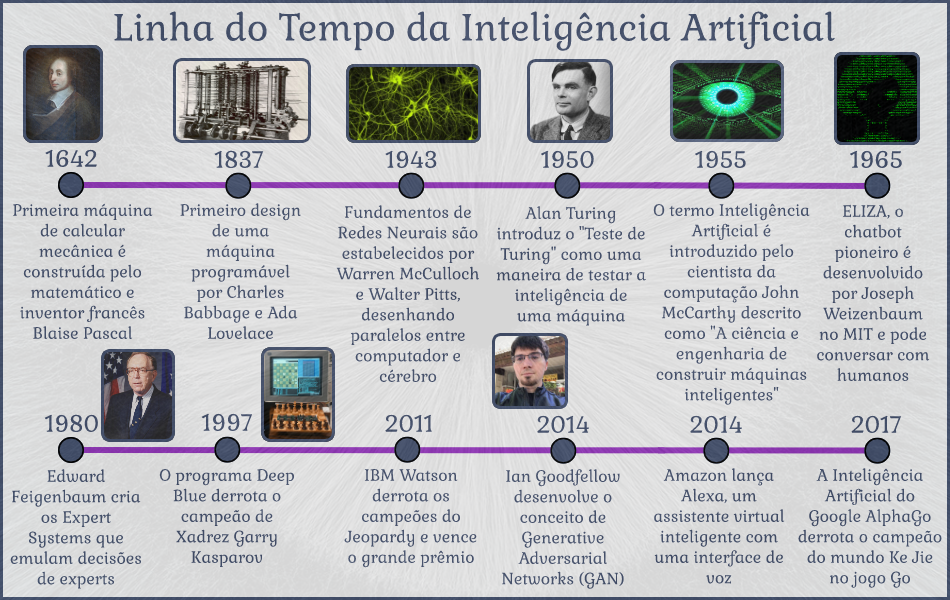 Linha do Tempo da Inteligência Artificial
1642
Primeira máquina
de calcular
mecânica é
construída pelo
matemático e
inventor francês
Blaise Pascal
1837
Primeiro design
de uma
máquina
programável
por Charles
Babbage e Ada
Lovelace
1943
Fundamentos de
Redes Neurais são
estabelecidos por
Warren McCulloch
e Walter Pitts,
desenhando
paralelos entre
computador e
cérebro
1950
Alan Turing
introduz o "Teste de
Turing" como uma
maneira de testar a
inteligência de
uma máquina
1955
O termo Inteligência
Artificial é
introduzido pelo
cientista da
computação John
McCarthy descrito
como "A ciência e
engenharia de
construir máquinas
inteligentes"
1965
ELIZA, o
chatbot
pioneiro é
desenvolvido
por Joseph
Weizenbaum
no MIT e pode
conversar com
humanos
1980
Edward
Feigenbaum cria
os Expert
Systems que
emulam decisões
de experts
1997
O programa Deep
Blue derrota o
campeão de
Xadrez Garry
Kasparov
2011
IBM Watson
derrota os
campeões do
Jeopardy e vence
o grande prêmio
2014
Ian Goodfellow
desenvolve o
conceito de
Generative
Adversarial
Networks (GAN)
2014
Amazon lança
Alexa, um
assistente virtual
inteligente com
uma interface de
voz
2017
A Inteligência
Artificial do
Google AlphaGo
derrota o campeão
do mundo Ke Jie
no jogo Go